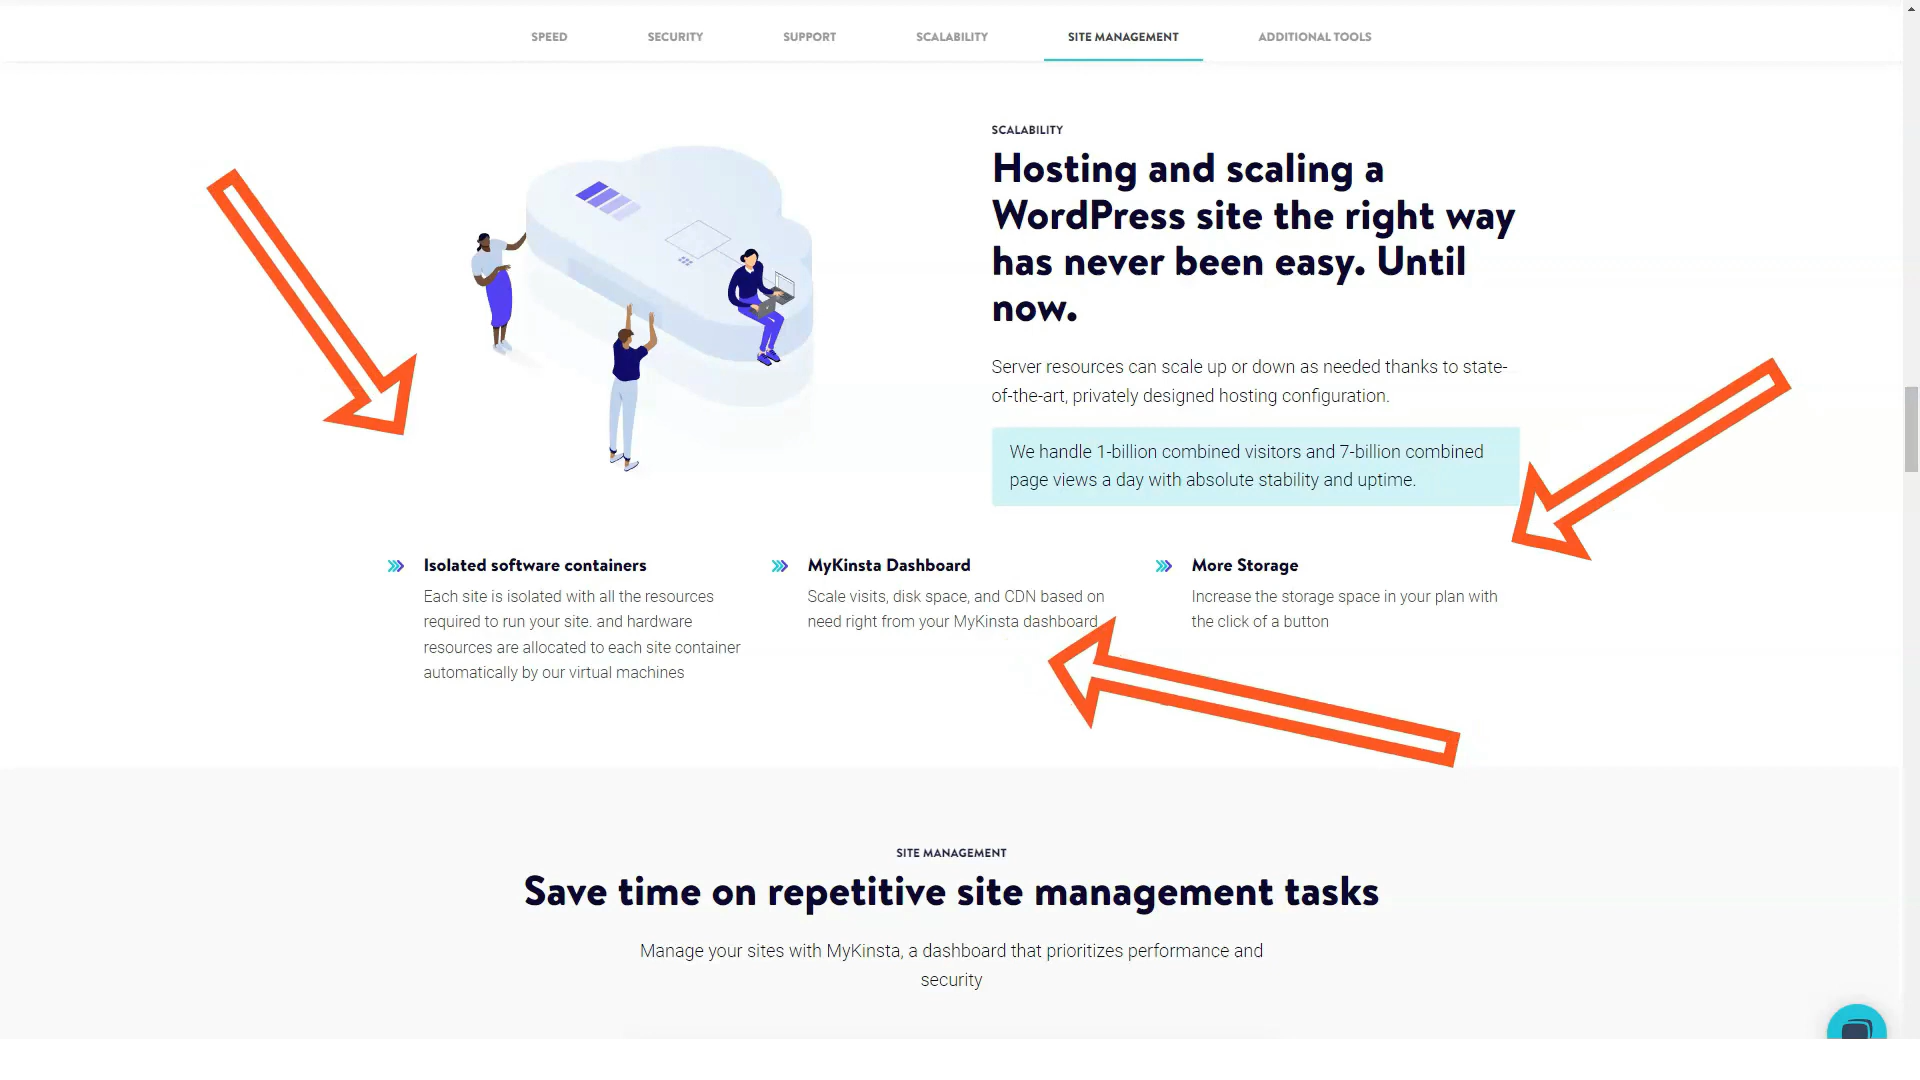 SPEED
SECURITY
SUPPORT
SCALABILITY
SITE MANAGEMENT
ADDITIONAL TOOLS
SCALABILITY
Hosting and scaling a
WordPress site the right way
has never been easy. Until
now.
Server resources can scale up or down as needed thanks to state-
of-the-art, privately designed hosting configuration.
We handle 1-billion combined visitors and 7-billion combined
page views a day with absolute stability and uptime.
Isolated software containers
Each site is isolated with all the resources
required to run your site. and hardware
resources are allocated to each site container
automatically by our virtual machines
MyKinsta Dashboard
Scale visits, disk space, and CDN based on
need right from your MyKinsta dashboard
More Storage
Increase the storage space in your plan with
the click of a button
SITE MANAGEMENT
Save time on repetitive site management tasks
Manage your sites with MyKinsta, a dashboard that prioritizes performance and
security